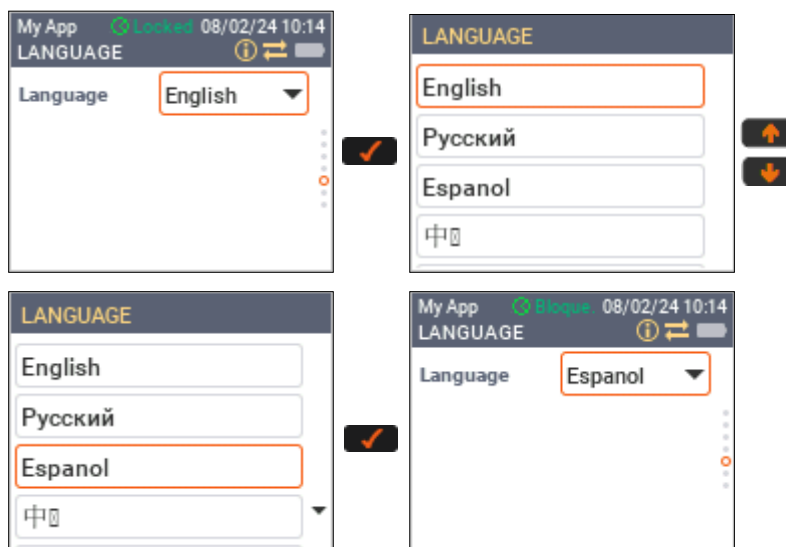 My App Locked 08/02/24 10:14
LANGUAGE
Language English
LANGUAGE
English
Русский
Espanol
中
LANGUAGE
English
Русский
Espanol
中
My App Bloque. 08/02/24 10:14
LANGUAGE
Language Espanol